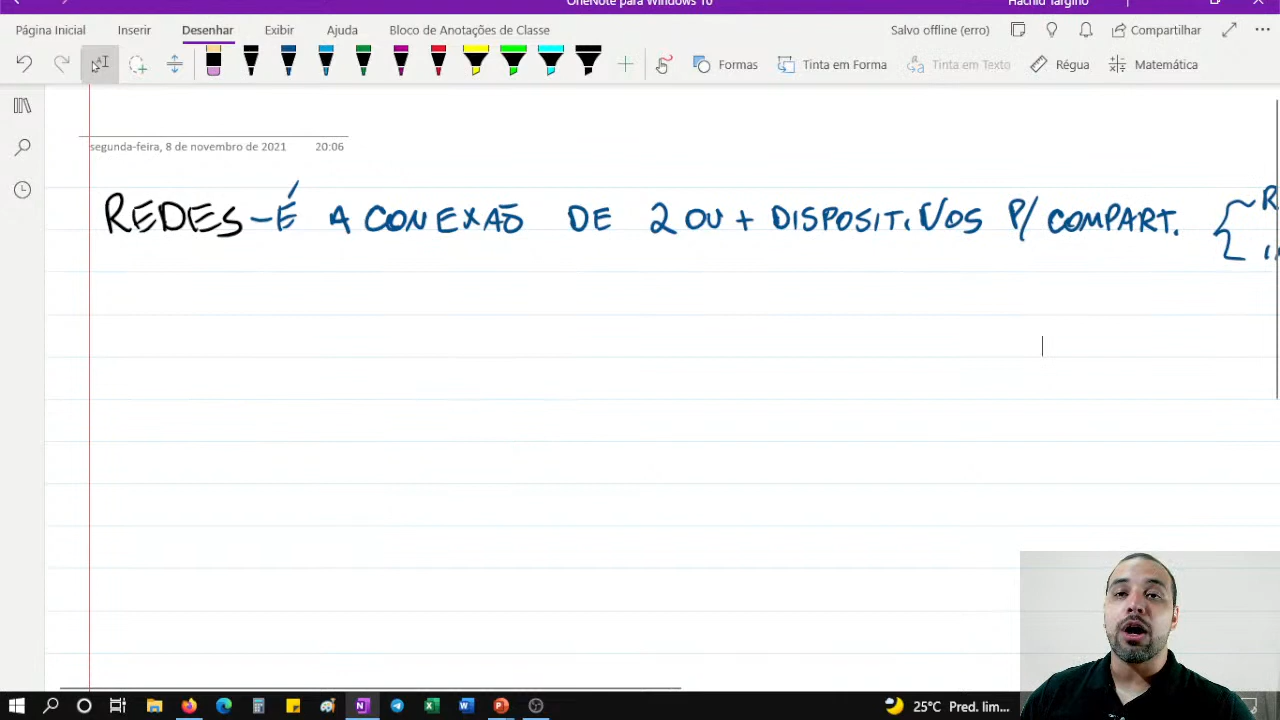 OneNote para Windows 10
Hachid Targino
Página Inicial Inserir Desenhar Exibir Ajuda Bloco de Anotações de Classe Salvo offline (erro) Compartilhar
Formas Tinta em Forma Tinta em Texto Régua Matemática
segunda-feira, 8 de novembro de 2021 20:06
REDES - É A CONEXÃO DE 2 OU + DISPOSITIVOS P/ COMPART.
25°C Pred. lim...